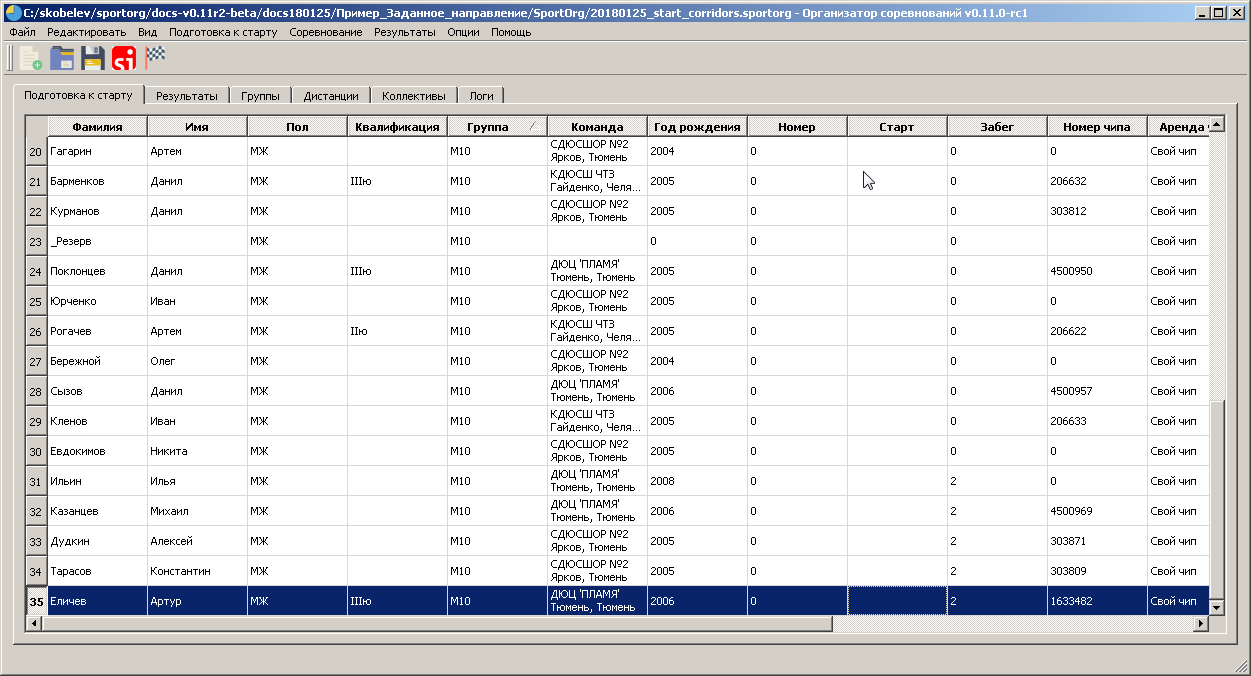 C:/skobelev/sportorg/docs-v0.11r2-beta/docs180125/Пример_Заданное_направление/SportOrg/20180125_start_corridors.sportorg - Организатор соревнований v0.11.0-rc1
Файл Редактировать Вид Подготовка к старту Соревнование Результаты Опции Помощь
si
Подготовка к старту Результаты Группы Дистанции Коллективы Логи
Фамилия Имя Пол Квалификация Группа Команда Год рождения Номер Старт Забег Номер чипа Аренда
20 Гагарин Артем МЖ М10 СДЮСШОР №2 Ярков, Тюмень 2004 0 0 0 Свой чип
21 Барменков Данил МЖ IIIю М10 КДЮСШ ЧТЗ Гайденко, Челя... 2005 0 0 206632 Свой чип
22 Курманов Данил МЖ М10 СДЮСШОР №2 Ярков, Тюмень 2005 0 0 303812 Свой чип
23 _Резерв МЖ М10 0 0 0 Свой чип
24 Поклонцев Данил МЖ IIIю М10 ДЮЦ 'ПЛАМЯ' Тюмень, Тюмень 2005 0 0 4500950 Свой чип
25 Юрченко Иван МЖ М10 СДЮСШОР №2 Ярков, Тюмень 2005 0 0 0 Свой чип
26 Рогачев Артем МЖ IIю М10 КДЮСШ ЧТЗ Гайденко, Челя... 2005 0 0 206622 Свой чип
27 Бережной Олег МЖ М10 СДЮСШОР №2 Ярков, Тюмень 2004 0 0 0 Свой чип
28 Сызов Данил МЖ М10 ДЮЦ 'ПЛАМЯ' Тюмень, Тюмень 2006 0 0 4500957 Свой чип
29 Кленов Иван МЖ М10 КДЮСШ ЧТЗ Гайденко, Челя... 2005 0 0 206633 Свой чип
30 Евдокимов Никита МЖ М10 СДЮСШОР №2 Ярков, Тюмень 2005 0 0 0 Свой чип
31 Ильин Илья МЖ М10 ДЮЦ 'ПЛАМЯ' Тюмень, Тюмень 2008 0 2 0 Свой чип
32 Казанцев Михаил МЖ М10 ДЮЦ 'ПЛАМЯ' Тюмень, Тюмень 2006 0 2 4500969 Свой чип
33 Дудкин Алексей МЖ М10 СДЮСШОР №2 Ярков, Тюмень 2005 0 2 303871 Свой чип
34 Тарасов Константин МЖ М10 СДЮСШОР №2 Ярков, Тюмень 2005 0 2 303809 Свой чип
35 Еличев Артур МЖ IIIю М10 ДЮЦ 'ПЛАМЯ' Тюмень, Тюмень 2006 0 2 1633482 Свой чип